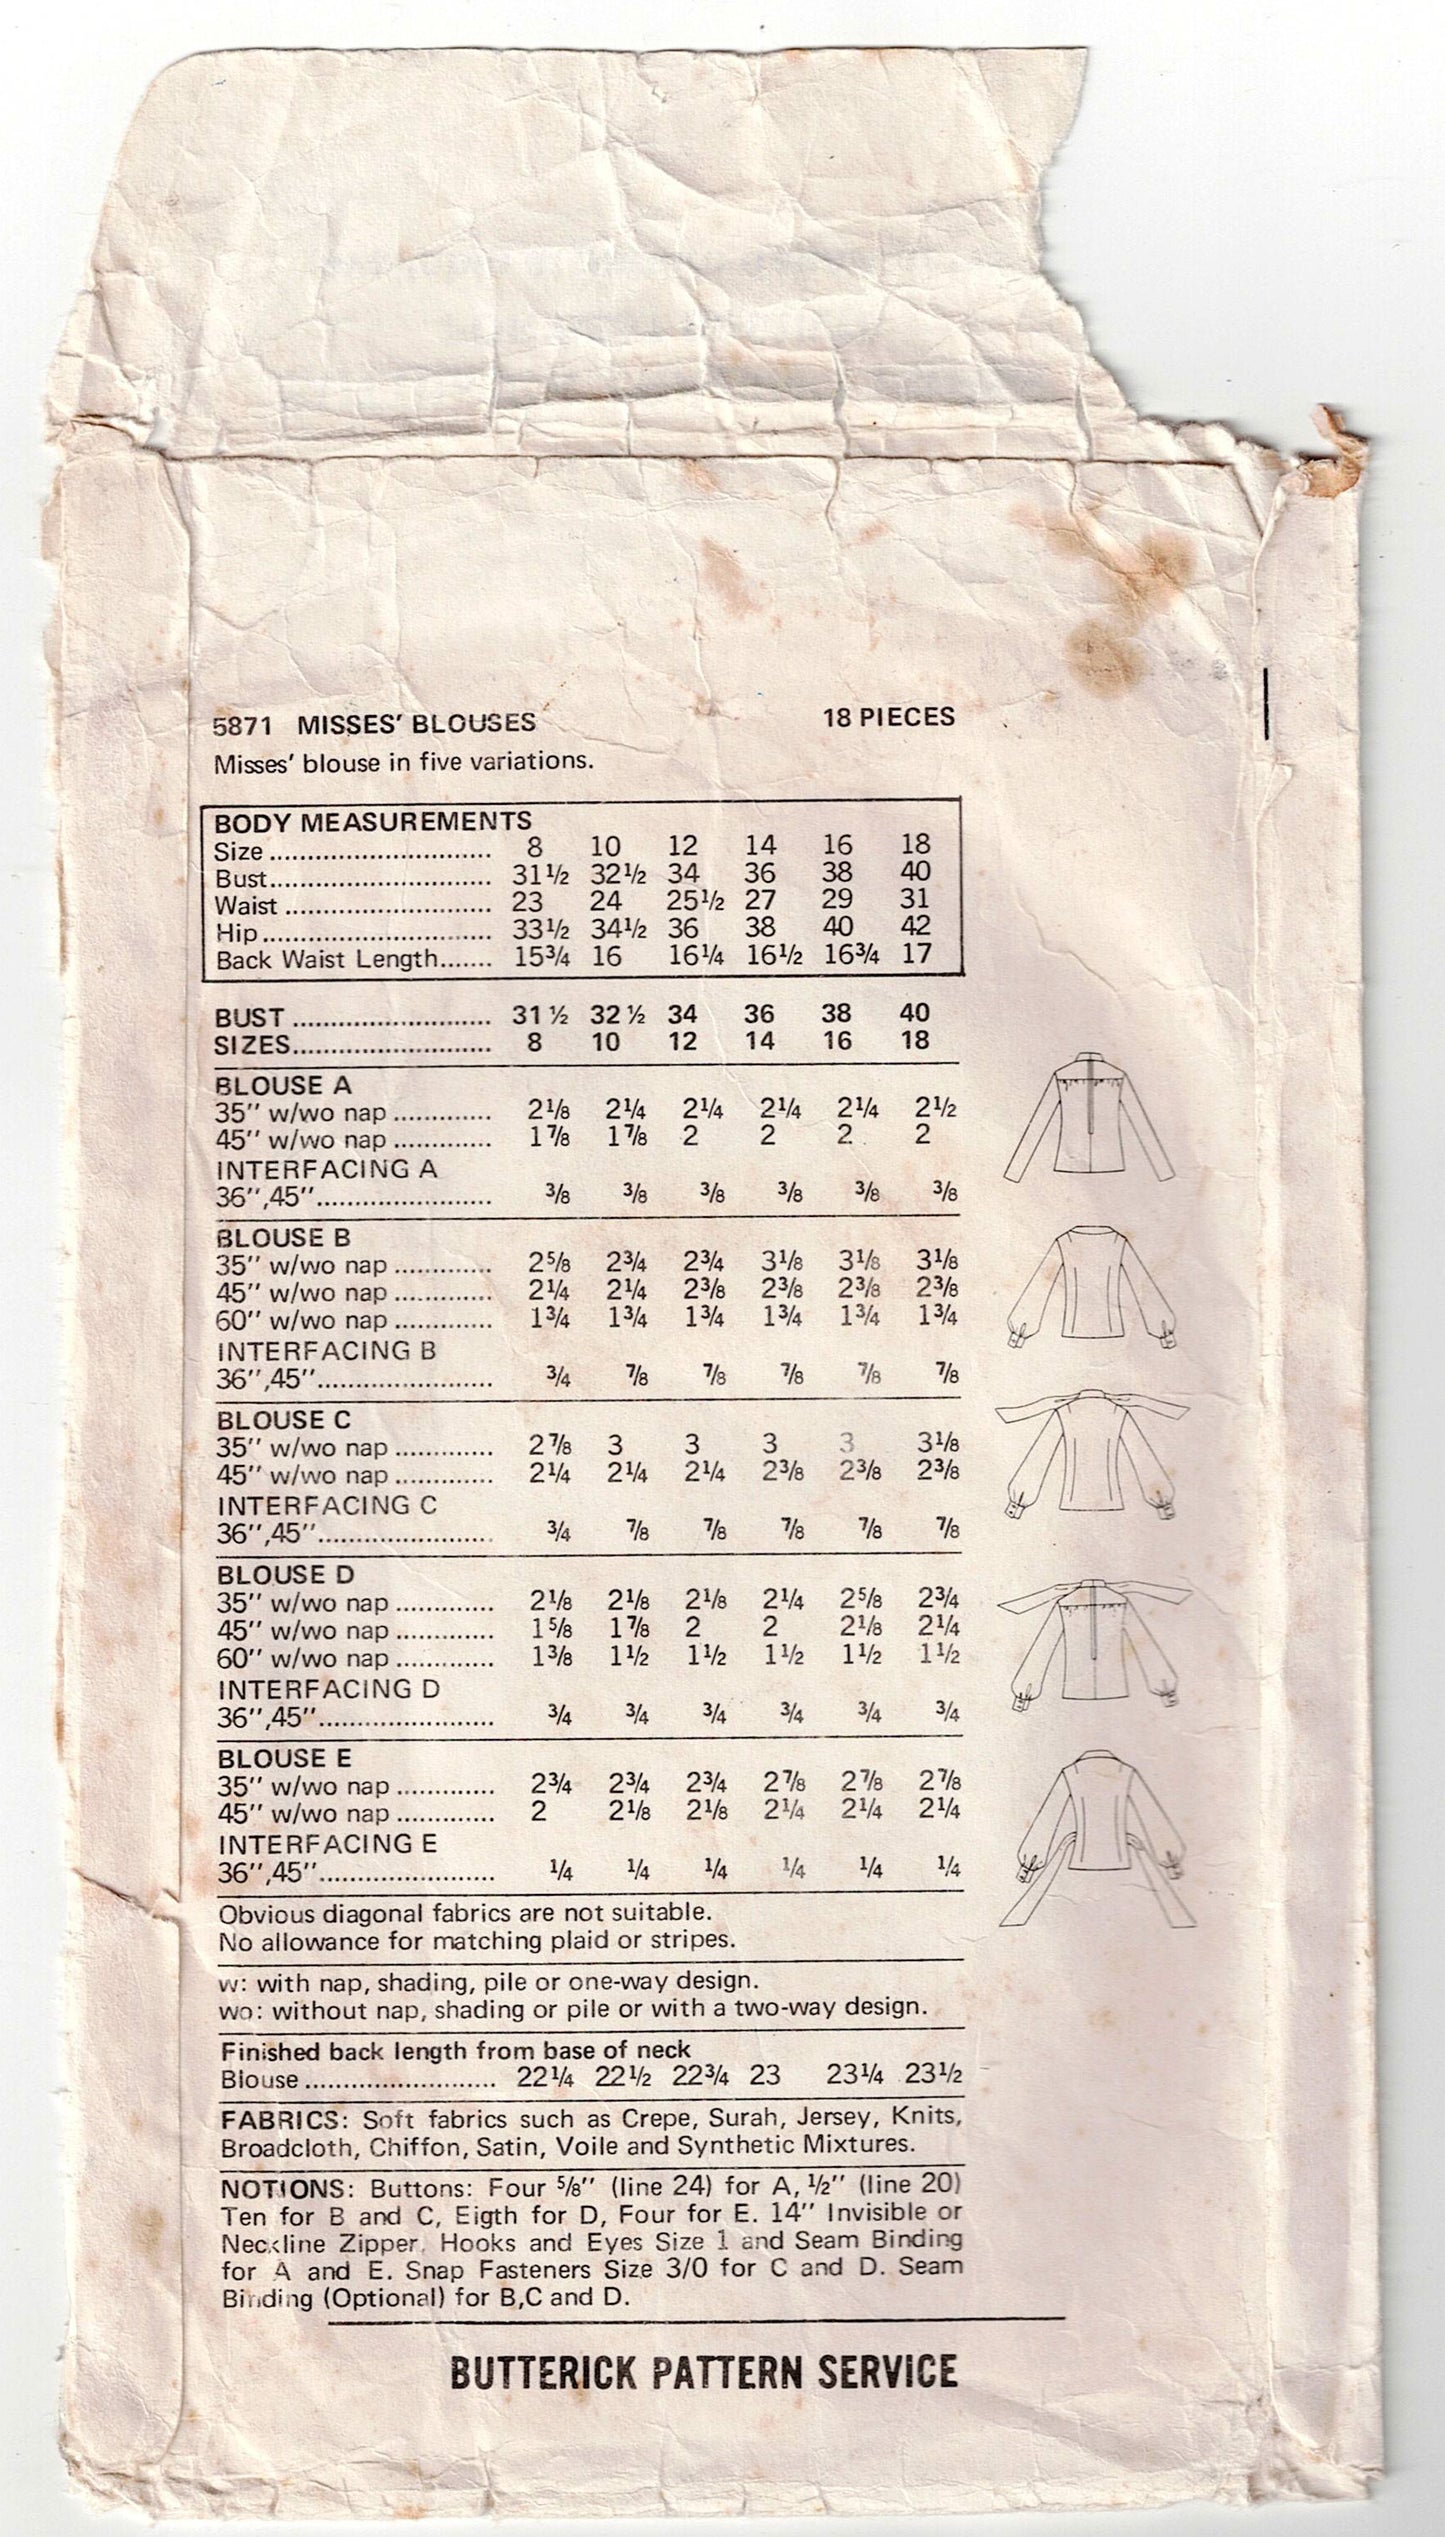 5871 MISSES' BLOUSES 18 PIECES
Misses' blouse in five variations.
BODY MEASUREMENTS
Size ............................. 8 10 12 14 16 18
Bust............................. 31½ 32½ 34 36 38 40
Waist ........................... 23 24 25½ 27 29 31
Hip .............................. 33½ 34½ 36 38 40 42
Back Waist Length....... 15¾ 16 16¼ 16½ 16¾ 17
BUST .......................... 31½ 32½ 34 36 38 40
SIZES.......................... 8 10 12 14 16 18
BLOUSE A
35" w/wo nap ............. 2⅛ 2¼ 2¼ 2¼ 2¼ 2½
45" w/wo nap ............. 1⅞ 1⅞ 2 2 2 2
INTERFACING A
36",45"....................... ⅜ ⅜ ⅜ ⅜ ⅜ ⅜
BLOUSE B
35" w/wo nap ............. 2⅝ 2¾ 2¾ 3⅛ 3⅛ 3⅛
45" w/wo nap ............. 2¼ 2¼ 2⅜ 2⅜ 2⅜ 2⅜
60" w/wo nap ............. 1¾ 1¾ 1¾ 1¾ 1¾ 1¾
INTERFACING B
36",45"....................... ¾ ⅞ ⅞ ⅞ ⅞ ⅞
BLOUSE C
35" w/wo nap ............. 2⅞ 3 3 3 3 3⅛
45" w/wo nap ............. 2¼ 2¼ 2¼ 2⅜ 2⅜ 2⅜
INTERFACING C
36",45"....................... ¾ ⅞ ⅞ ⅞ ⅞ ⅞
BLOUSE D
35" w/wo nap ............. 2⅛ 2⅛ 2⅛ 2¼ 2⅝ 2¾
45" w/wo nap ............. 1⅝ 1⅞ 2 2 2⅛ 2¼
60" w/wo nap ............. 1⅜ 1½ 1½ 1½ 1½ 1½
INTERFACING D
36",45"....................... ¾ ¾ ¾ ¾ ¾ ¾
BLOUSE E
35" w/wo nap ............. 2¾ 2¾ 2¾ 2⅞ 2⅞ 2⅞
45" w/wo nap ............. 2 2⅛ 2⅛ 2¼ 2¼ 2¼
INTERFACING E
36",45"....................... ¼ ¼ ¼ ¼ ¼ ¼
Obvious diagonal fabrics are not suitable.
No allowance for matching plaid or stripes.
w: with nap, shading, pile or one-way design.
wo: without nap, shading or pile or with a two-way design.
Finished back length from base of neck
Blouse ......................... 22¼ 22½ 22¾ 23 23¼ 23½
FABRICS: Soft fabrics such as Crepe, Surah, Jersey, Knits,
Broadcloth, Chiffon, Satin, Voile and Synthetic Mixtures.
NOTIONS: Buttons: Four ⅝" (line 24) for A, ½" (line 20)
Ten for B and C, Eigth for D, Four for E. 14" Invisible or
Neckline Zipper, Hooks and Eyes Size 1 and Seam Binding
for A and E. Snap Fasteners Size 3/0 for C and D. Seam
Binding (Optional) for B,C and D.
BUTTERICK PATTERN SERVICE